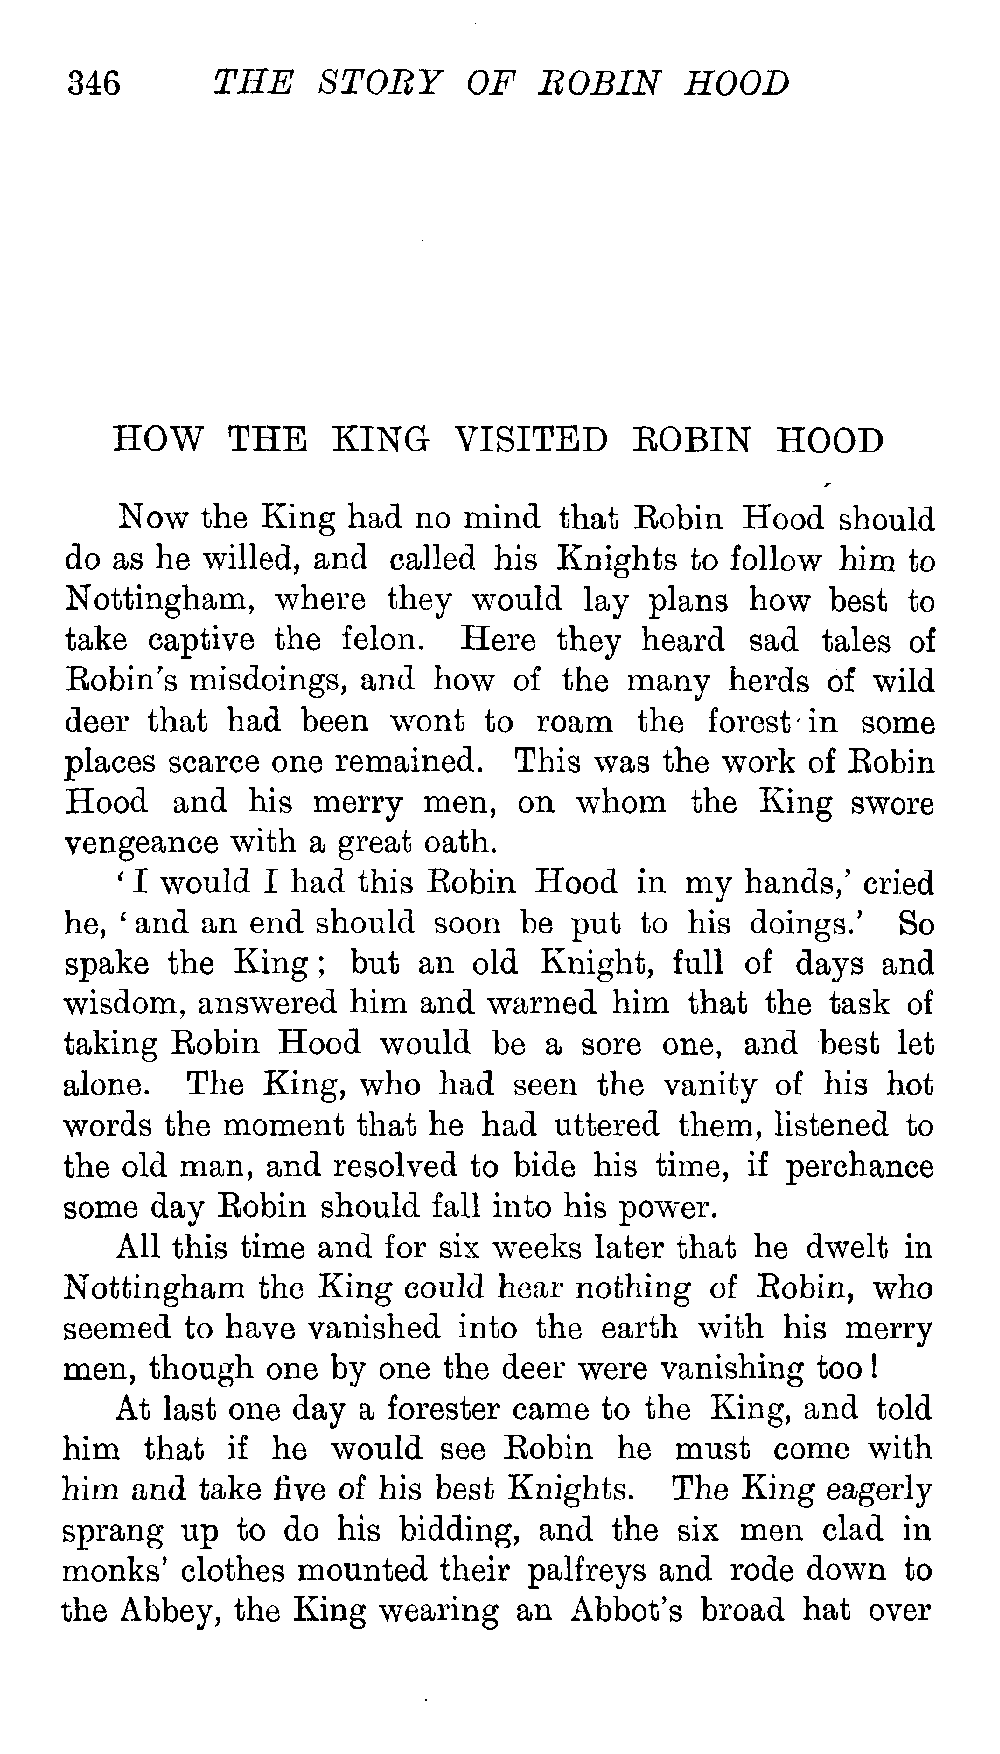 346 THE STORY OF ROBIN HOOD
HOW THE KING VISITED ROBIN HOOD
Now the King had no mind that Robin Hood should
do as he willed, and called his Knights to follow him to
Nottingham, where they would lay plans how best to
take captive the felon. Here they heard sad tales of
Robin's misdoings, and how of the many herds of wild
deer that had been wont to roam the forest in some
places scarce one remained. This was the work of Robin
Hood and his merry men, on whom the King swore
vengeance with a great oath.
‘I would I had this Robin Hood in my hands,’ cried
he, ‘and an end should soon be put to his doings.’ So
spake the King; but an old Knight, full of days and
wisdom, answered him and warned him that the task of
taking Robin Hood would be a sore one, and best let
alone. The King, who had seen the vanity of his hot
words the moment that he had uttered them, listened to
the old man, and resolved to bide his time, if perchance
some day Robin should fall into his power.
All this time and for six weeks later that he dwelt in
Nottingham the King could hear nothing of Robin, who
seemed to have vanished into the earth with his merry
men, though one by one the deer were vanishing too!
At last one day a forester came to the King, and told
him that if he would see Robin he must come with
him and take five of his best Knights. The King eagerly
sprang up to do his bidding, and the six men clad in
monks' clothes mounted their palfreys and rode down to
the Abbey, the King wearing an Abbot's broad hat over